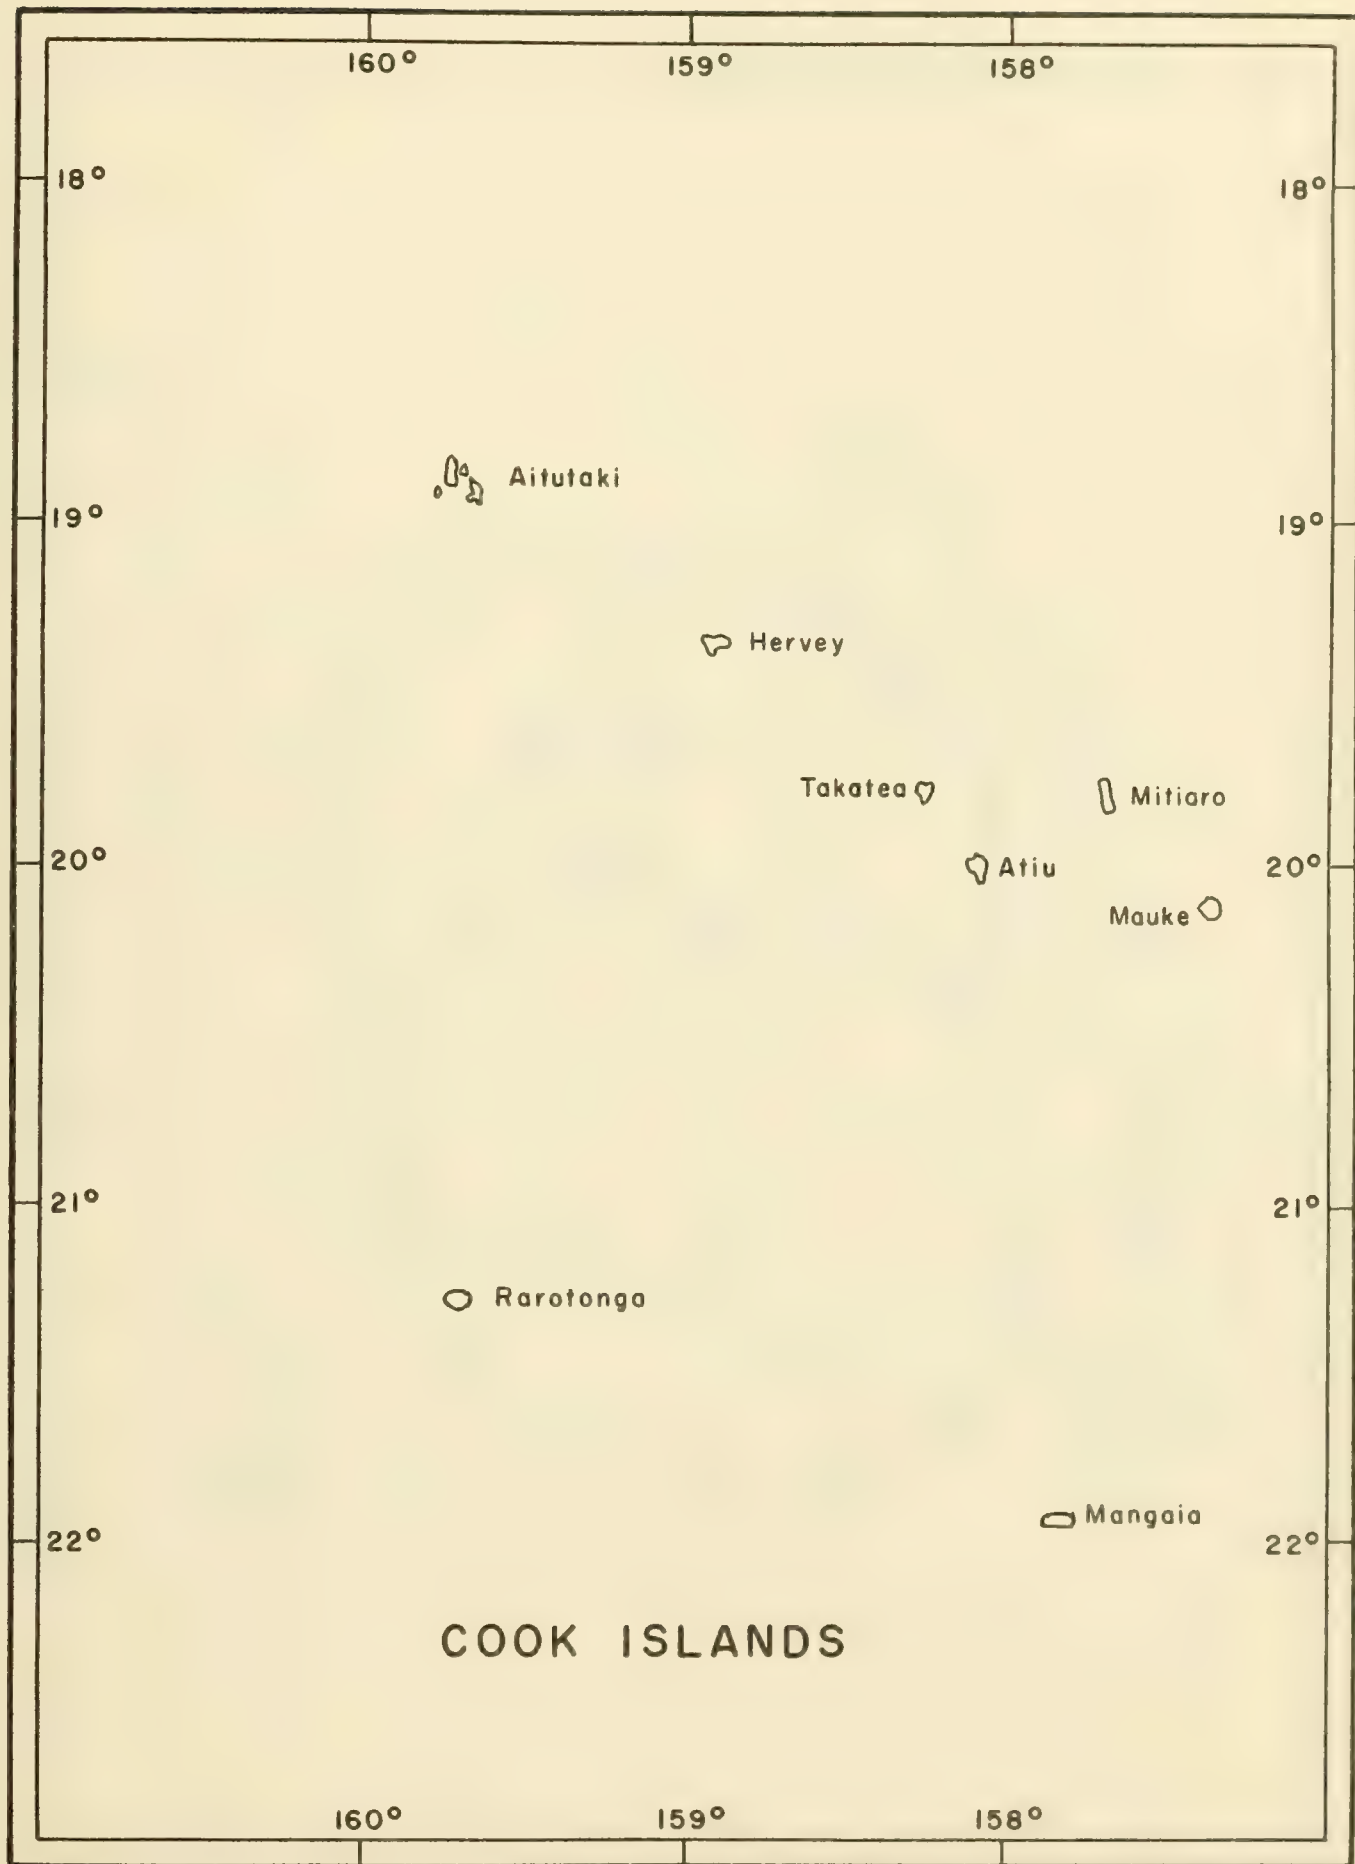 160° 159° 158°
18° 18°
Aitutaki
19° 19°
Hervey
Takatea Mitiaro
20° Atiu 20°
Mauke
21° 21°
Rarotonga
Mangaia
22° 22°
COOK ISLANDS
160° 159° 158°